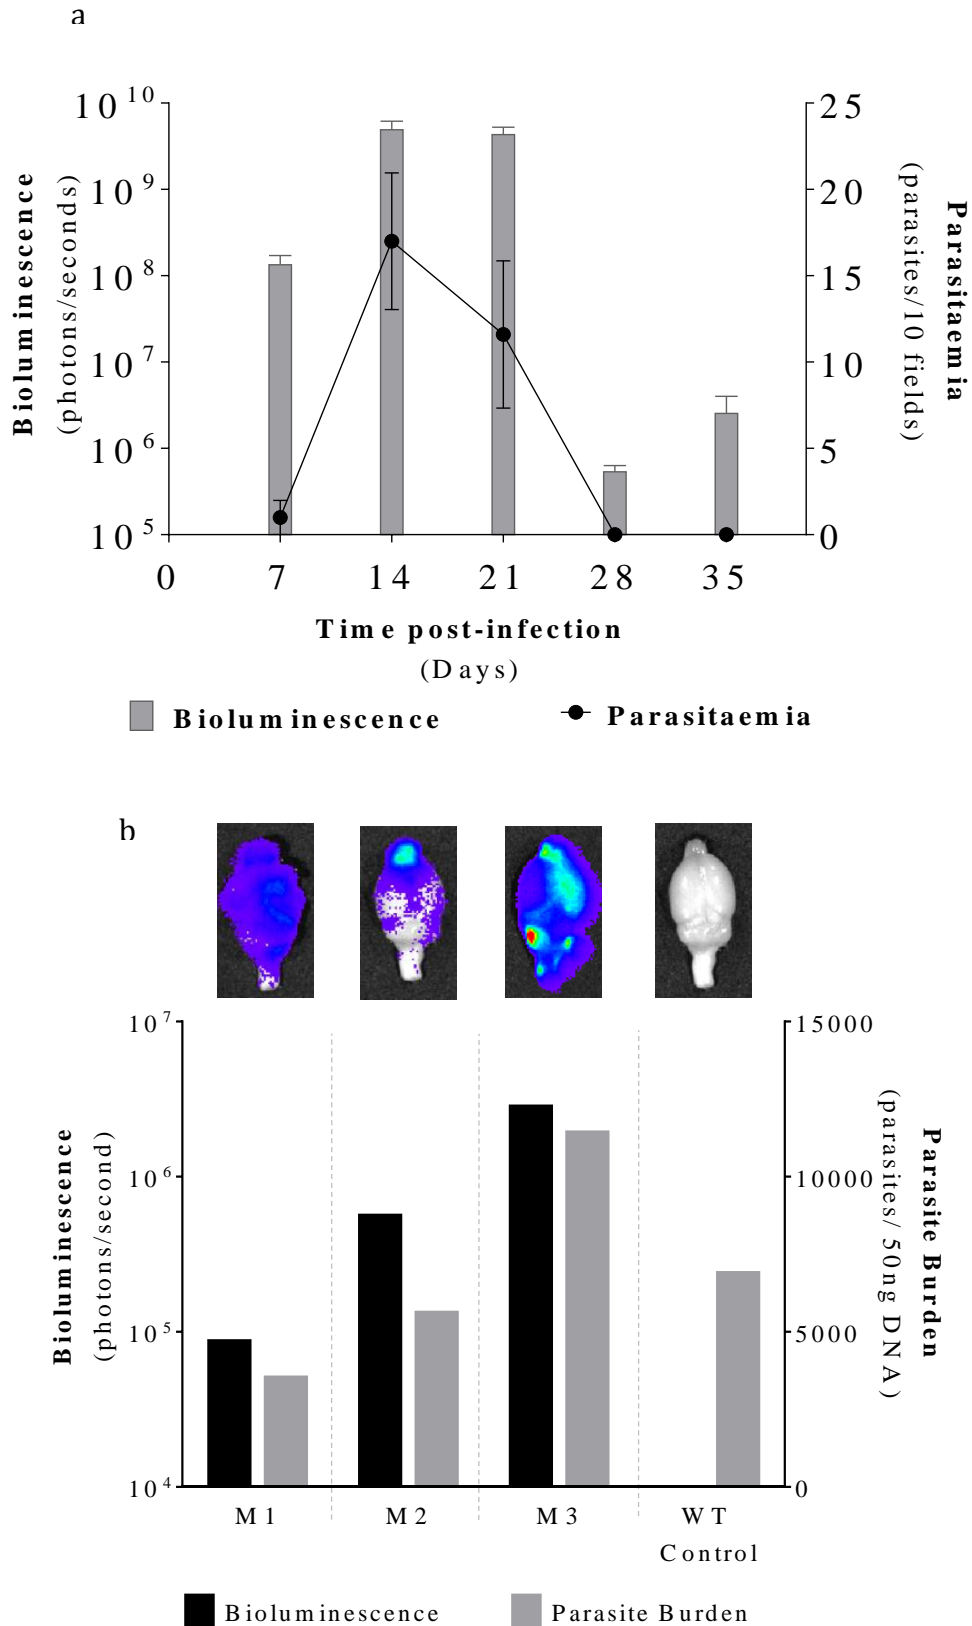 a
10^10
10^9
10^8
10^7
10^6
10^5
Bioluminescence
(photons/seconds)
25
20
15
10
5
0
Parasitaemia
(parasites/10 fields)
0 7 14 21 28 35
Time post-infection
(Days)
Bioluminescence Parasitaemia
b
10^7
10^6
10^5
10^4
Bioluminescence
(photons/second)
15000
10000
5000
0
Parasite Burden
(parasites/ 50ng DNA)
M1 M2 M3 WT
Control
Bioluminescence Parasite Burden